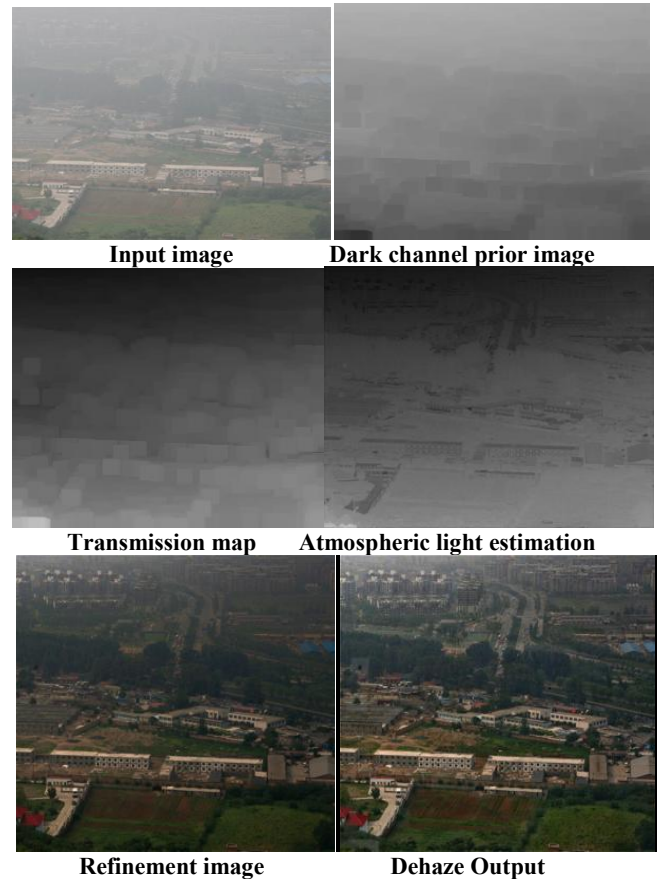 Input image Dark channel prior image
Transmission map Atmospheric light estimation
Refinement image Dehaze Output